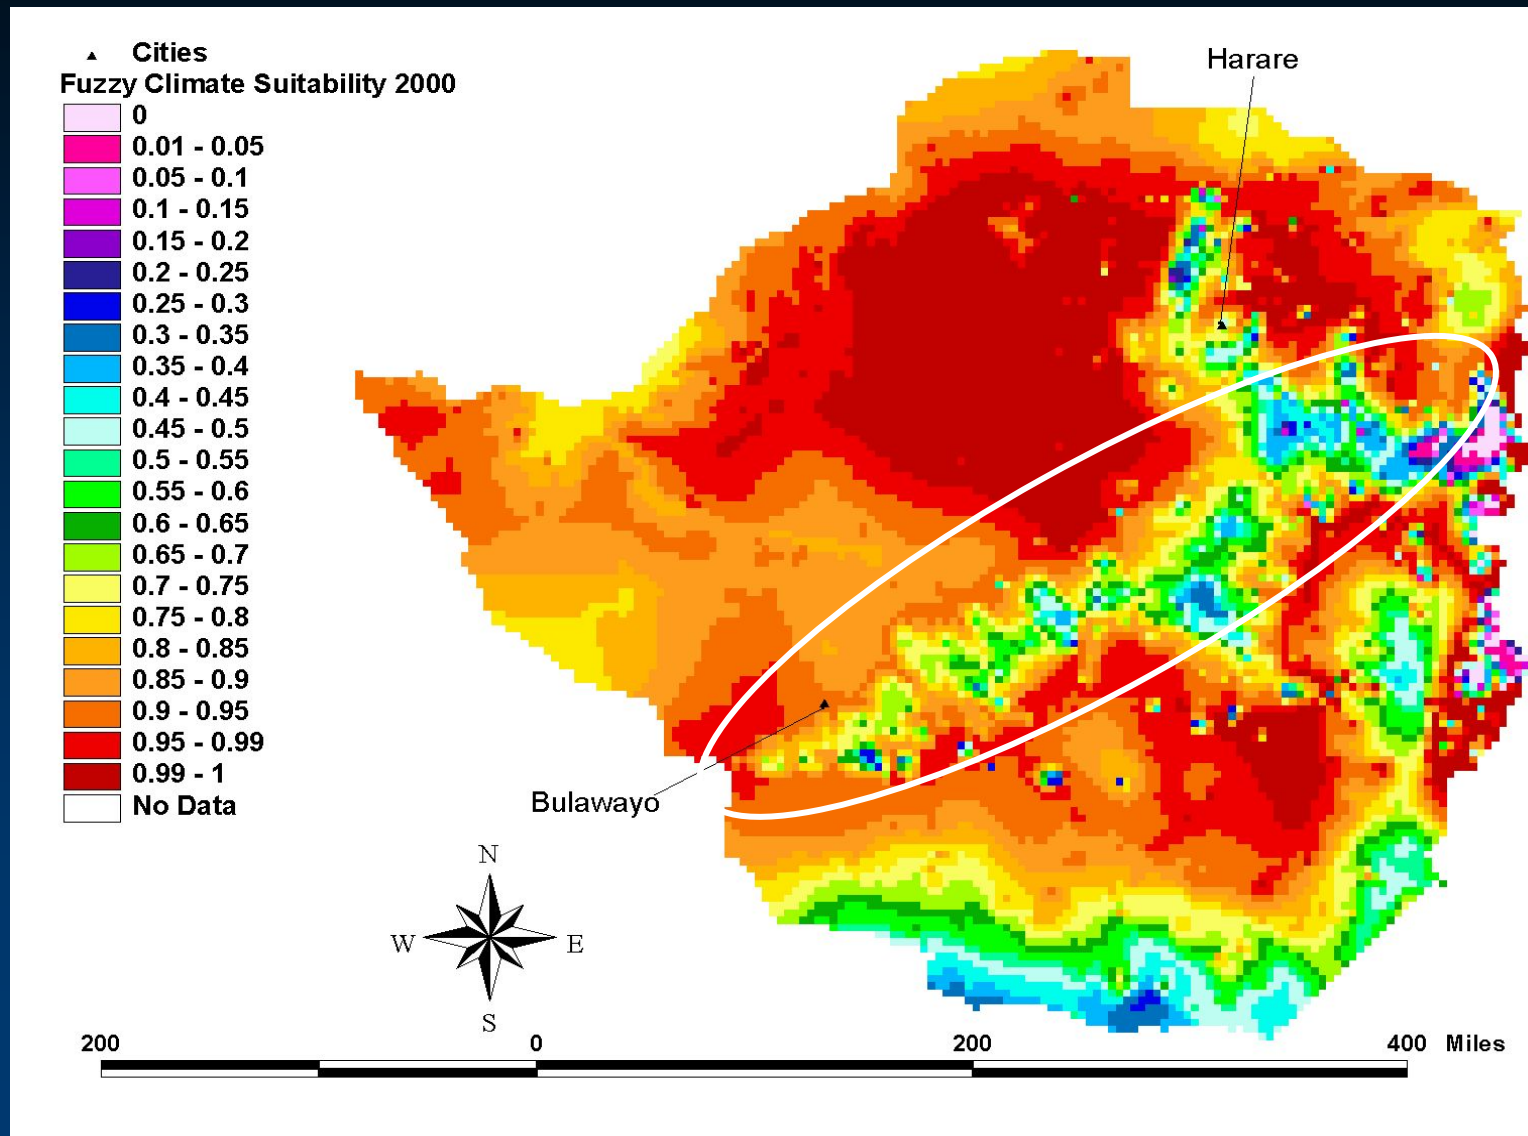 Cities
Fuzzy Climate Suitability 2000
0
0.01 - 0.05
0.05 - 0.1
0.1 - 0.15
0.15 - 0.2
0.2 - 0.25
0.25 - 0.3
0.3 - 0.35
0.35 - 0.4
0.4 - 0.45
0.45 - 0.5
0.5 - 0.55
0.55 - 0.6
0.6 - 0.65
0.65 - 0.7
0.7 - 0.75
0.75 - 0.8
0.8 - 0.85
0.85 - 0.9
0.9 - 0.95
0.95 - 0.99
0.99 - 1
No Data
Harare
Bulawayo
N
W E
S
200 0 200 400 Miles